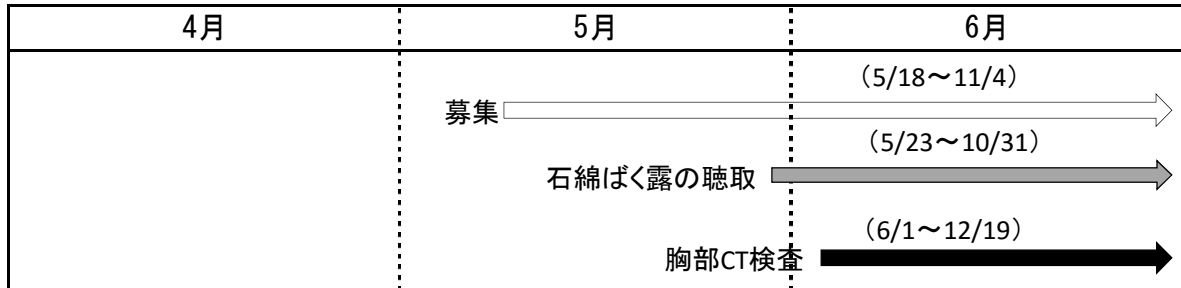 4月 5月 6月
(5/18～11/4)
募集
(5/23～10/31)
石綿ばく露の聴取
(6/1～12/19)
胸部CT検査